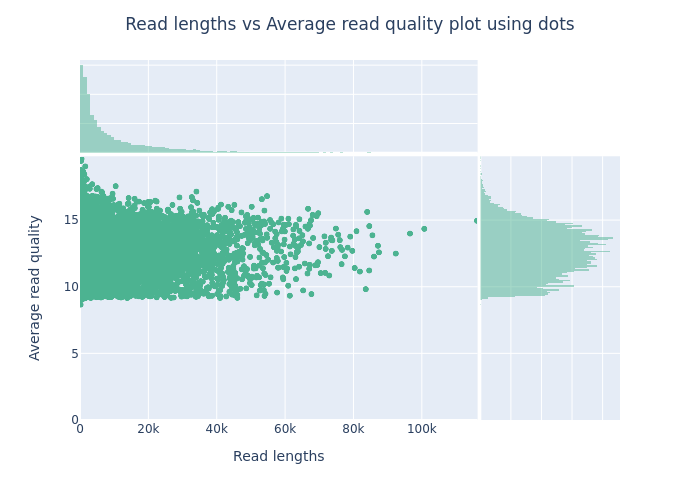 Read lengths vs Average read quality plot using dots
Average read quality
15
10
5
0
0
20k
40k
60k
80k
100k
Read lengths